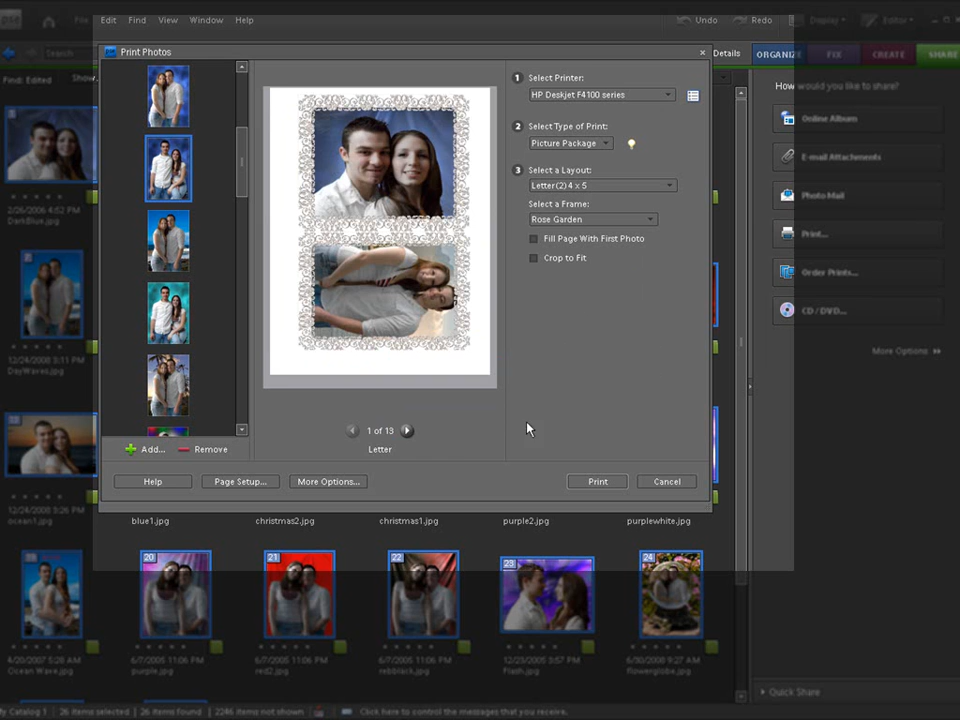 pse
File Edit Find View Window Help
Undo Redo Display Editor
Search
Print Photos
Details ORGANIZE FIX CREATE SHARE
Find: Edited
Show
How would you like to share?
1 Select Printer:
HP Deskjet F4100 series
Online Album
2 Select Type of Print:
Picture Package
E-mail Attachments
3 Select a Layout:
Letter(2) 4 x 5
Photo Mail
Select a Frame:
Rose Garden
2/26/2006 4:52 PM
DarkBlue.jpg
Fill Page With First Photo
Print...
Crop to Fit
Order Prints...
CD / DVD...
12/24/2008 3:11 PM
DayWaves.jpg
More Options:
1 of 13
Add... Remove
Letter
Help Page Setup... More Options... Print Cancel
12/24/2008 3:26 PM
ocean1.jpg
blue1.jpg christmas2.jpg christmas1.jpg purple2.jpg purplewhite.jpg
20 21 22 23 24
4/20/2007 5:28 AM 6/7/2005 11:06 PM 6/7/2005 11:06 PM 6/7/2005 11:06 PM 12/23/2005 3:57 PM 6/30/2008 9:27 AM
Ocean Wave.jpg purple.jpg red2.jpg rebblack.jpg Flash.jpg flowerglobe.jpg
Quick Share
My Catalog 1 26 items selected 26 items found 2246 items not shown Click here to control the messages that you receive.